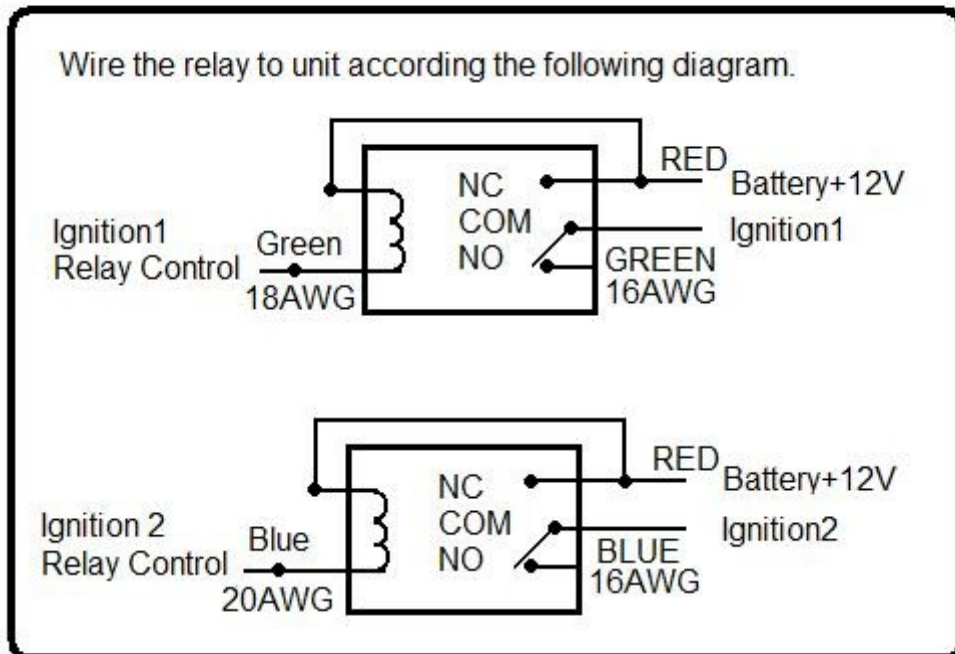 Wire the relay to unit according the following diagram.
RED
Battery+12V
NC
COM
NO
Ignition1
Ignition1
Relay Control
Green
18AWG
GREEN
16AWG
RED
Battery+12V
NC
COM
NO
Ignition2
Ignition 2
Relay Control
Blue
20AWG
BLUE
16AWG